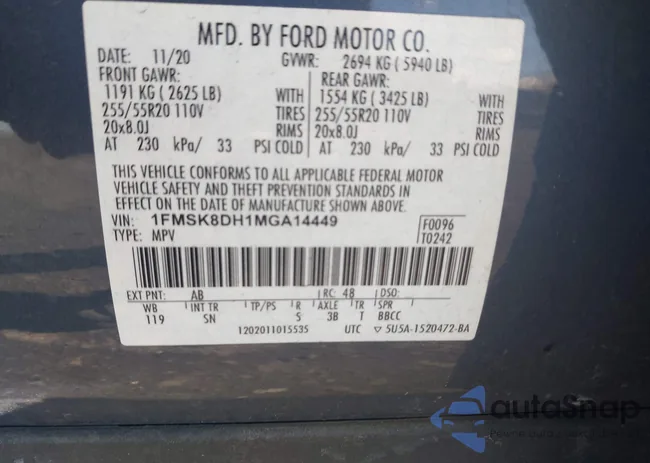 MFD. BY FORD MOTOR CO.
DATE: 11/20 GVWR: 2694 KG ( 5940 LB)
FRONT GAWR: REAR GAWR:
1191 KG ( 2625 LB) WITH 1554 KG ( 3425 LB) WITH
255/55R20 110V TIRES 255/55R20 110V TIRES
20x8.0J RIMS 20x8.0J RIMS
AT 230 kPa/ 33 PSI COLD AT 230 kPa/ 33 PSI COLD
THIS VEHICLE CONFORMS TO ALL APPLICABLE FEDERAL MOTOR
VEHICLE SAFETY AND THEFT PREVENTION STANDARDS IN
EFFECT ON THE DATE OF MANUFACTURE SHOWN ABOVE.
VIN: 1FMSK8DH1MGA14449 F0096
TYPE: MPV T0242
EXT PNT: AB RC: 48 DSO:
WB INT TR TP/PS R AXLE TR SPR
119 SN S 3B T BBCC
1202011015535 UTC 5U5A-1520472-BA
autoSnap